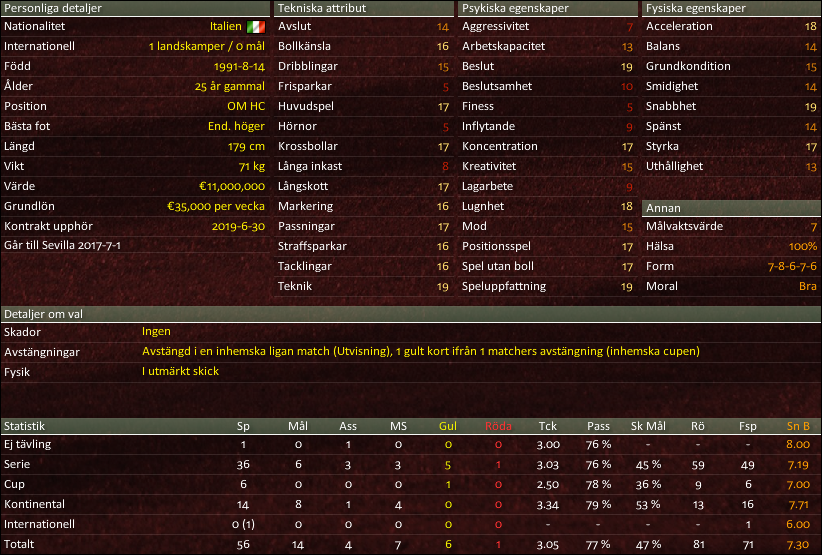 Personliga detaljer
Nationalitet Italien
Internationell 1 landskamper / 0 mål
Född 1991-8-14
Ålder 25 år gammal
Position OM HC
Bästa fot End. höger
Längd 179 cm
Vikt 71 kg
Värde €11,000,000
Grundlön €35,000 per vecka
Kontrakt upphör 2019-6-30
Går till Sevilla 2017-7-1
Tekniska attribut
Avslut 14
Bollkänsla 16
Dribblingar 15
Frisparkar 5
Huvudspel 17
Hörnor 5
Krossbollar 17
Långa inkast 8
Långskott 17
Markering 16
Passningar 17
Straffsparkar 16
Tacklingar 16
Teknik 19
Psykiska egenskaper
Aggressivitet 7
Arbetskapacitet 13
Beslut 19
Beslutsamhet 10
Finess 5
Inflytande 9
Koncentration 17
Kreativitet 15
Lagarbete 9
Lugnhet 18
Mod 15
Positionsspel 17
Spel utan boll 17
Speluppfattning 19
Fysiska egenskaper
Acceleration 18
Balans 14
Grundkondition 15
Smidighet 14
Snabbhet 19
Spänst 14
Styrka 17
Uthållighet 13
Annan
Målvaktsvärde 7
Hälsa 100%
Form 7-8-6-7-6
Moral Bra
Detaljer om val
Skador Ingen
Avstängningar Avstängd i en inhemska ligan match (Utvisning), 1 gult kort ifrån 1 matchers avstängning (inhemska cupen)
Fysik I utmärkt skick
Statistik Sp Mål Ass MS Gul Röda Tck Pass Sk Mål Rö Fsp Sn B
Ej tävling 1 0 1 0 0 0 3.00 76 % - - - 8.00
Serie 36 6 3 3 5 1 3.03 76 % 45 % 59 49 7.19
Cup 6 0 0 0 1 0 2.50 78 % 36 % 9 6 7.00
Kontinental 14 8 1 4 0 0 3.34 79 % 53 % 13 16 7.71
Internationell 0 (1) 0 0 0 0 0 - - - - 1 6.00
Totalt 56 14 4 7 6 1 3.05 77 % 47 % 81 71 7.30